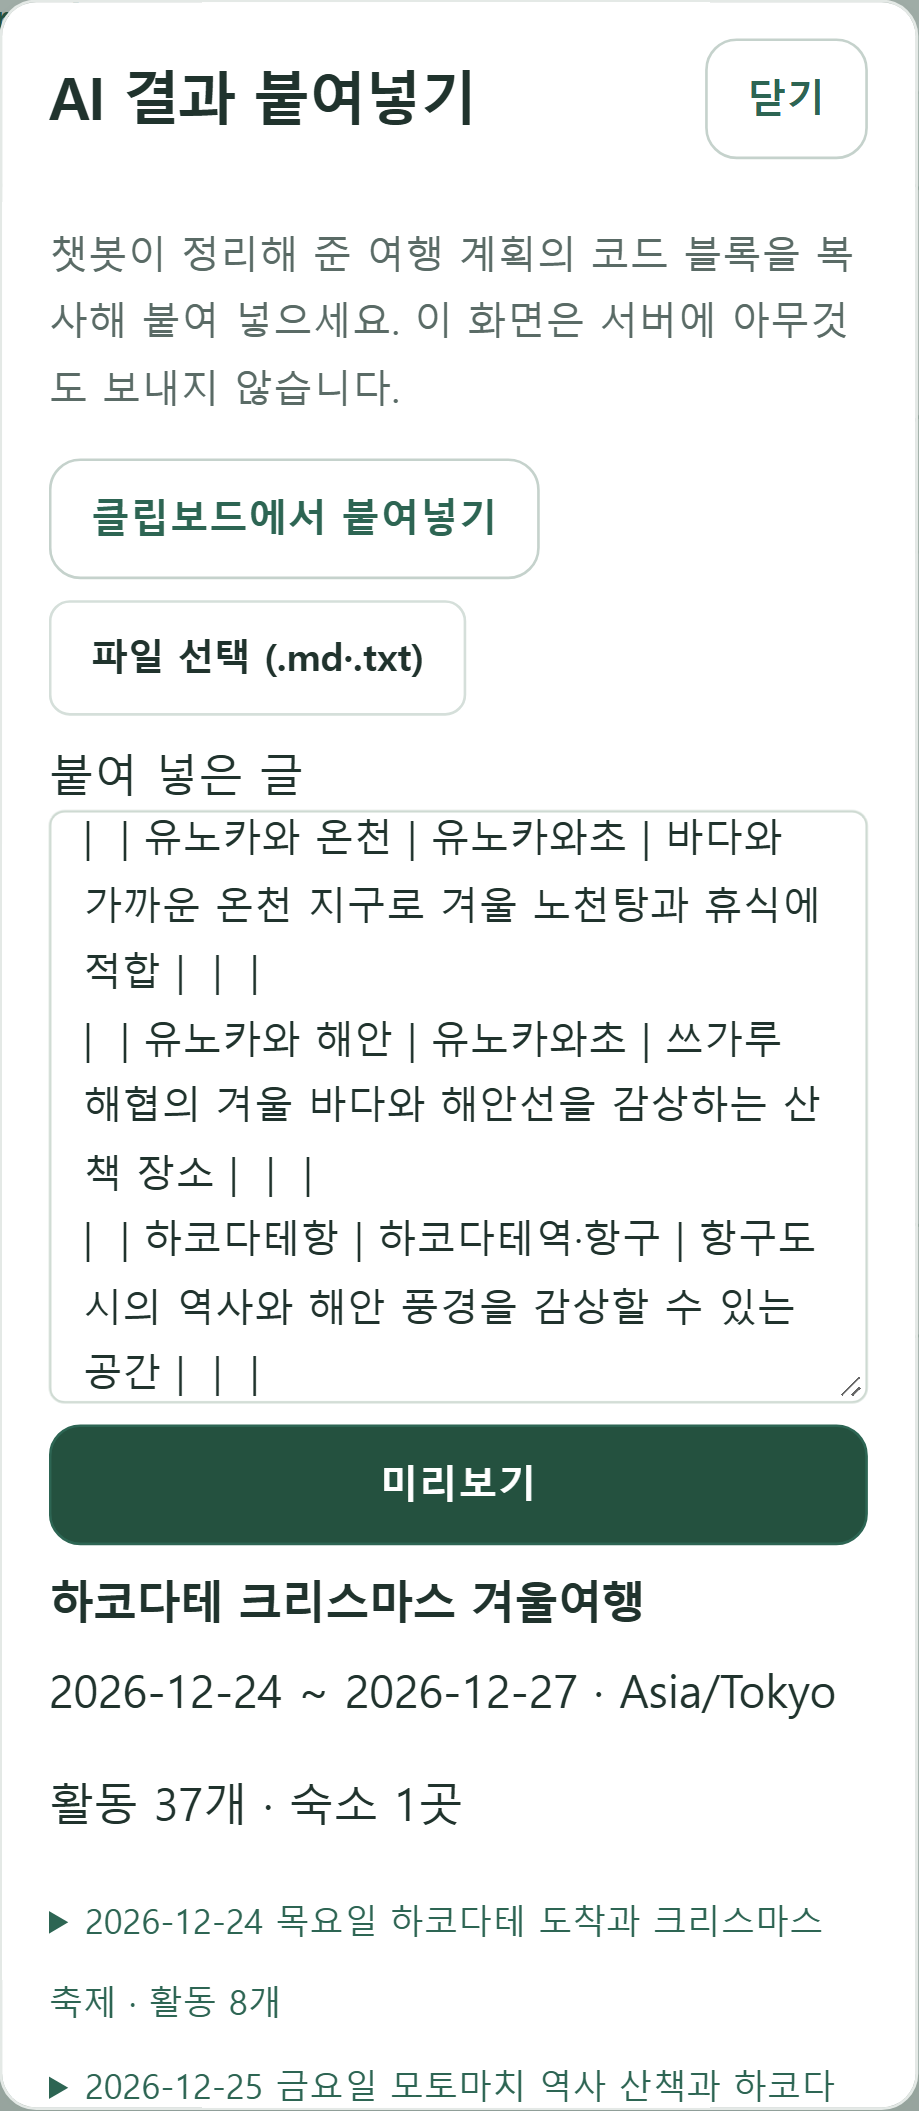 AI 결과 붙여넣기
닫기
챗봇이 정리해 준 여행 계획의 코드 블록을 복
사해 붙여 넣으세요. 이 화면은 서버에 아무것
도 보내지 않습니다.
클립보드에서 붙여넣기
파일 선택 (.md·.txt)
붙여 넣은 글
| | 유노카와 온천 | 유노카와초 | 바다와
가까운 온천 지구로 겨울 노천탕과 휴식에
적합 | | |
| | 유노카와 해안 | 유노카와초 | 쓰가루
해협의 겨울 바다와 해안선을 감상하는 산
책 장소 | | |
| | 하코다테항 | 하코다테역·항구 | 항구도
시의 역사와 해안 풍경을 감상할 수 있는
공간 | | |
미리보기
하코다테 크리스마스 겨울여행
2026-12-24 ~ 2026-12-27 · Asia/Tokyo
활동 37개 · 숙소 1곳
▶ 2026-12-24 목요일 하코다테 도착과 크리스마스
축제 · 활동 8개
▶ 2026-12-25 금요일 모토마치 역사 산책과 하코다